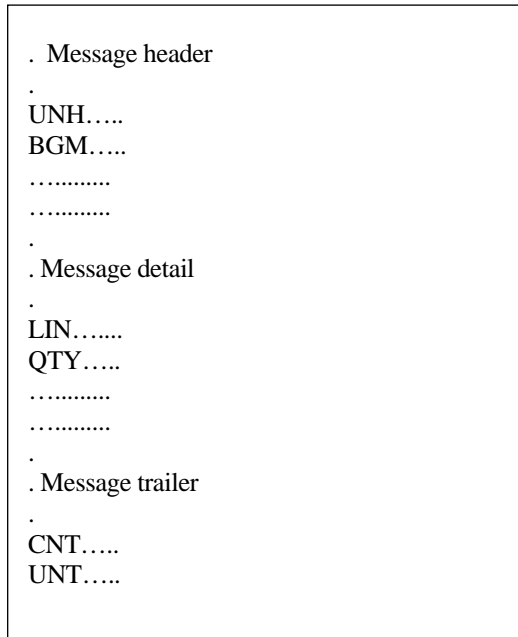 . Message header
.
UNH…..
BGM…..
….........
….........
.
. Message detail
.
LIN…....
QTY…..
….........
….........
.
. Message trailer
.
CNT…..
UNT…..